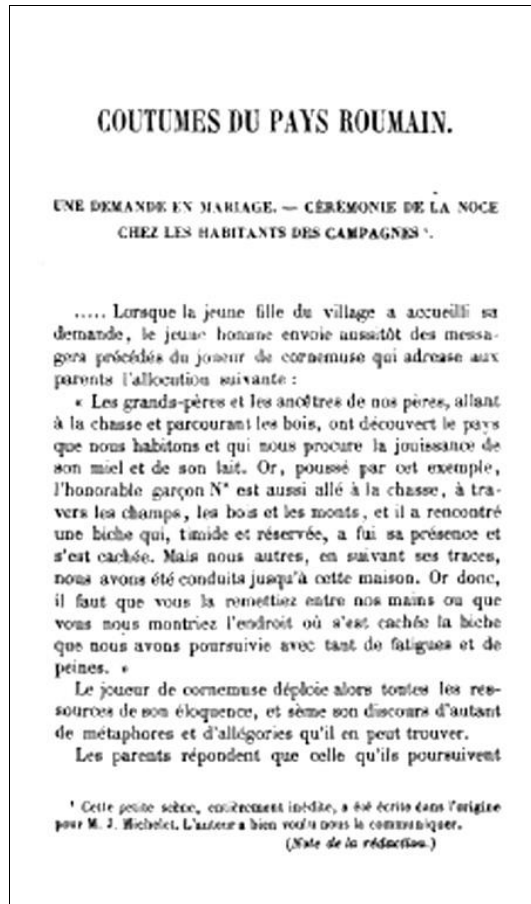 COUTUMES DU PAYS ROUMAIN.
UNE DEMANDE EN MARIAGE. — CÉRÉMONIE DE LA NOCE
CHEZ LES HABITANTS DES CAMPAGNES ¹.
..... Lorsque la jeune fille du village a accueilli sa
demande, le jeune homme envoie aussitôt des messa-
gers précédés du joueur de cornemuse qui adresse aux
parents l'allocution suivante :
« Les grands-pères et les ancêtres de nos pères, allant
à la chasse et parcourant les bois, ont découvert le pays
que nous habitons et qui nous procure la jouissance de
son miel et de son lait. Or, poussé par cet exemple,
l'honorable garçon N* est aussi allé à la chasse, à tra-
vers les champs, les bois et les monts, et il a rencontré
une biche qui, timide et réservée, a fui sa présence et
s'est cachée. Mais nous autres, en suivant ses traces,
nous avons été conduits jusqu'à cette maison. Or donc,
il faut que vous la remettiez entre nos mains ou que
vous nous montriez l'endroit où s'est cachée la biche
que nous avons poursuivie avec tant de fatigues et de
peines. »
Le joueur de cornemuse déploie alors toutes les res-
sources de son éloquence, et sème son discours d'autant
de métaphores et d'allégories qu'il en peut trouver.
Les parents répondent que celle qu'ils poursuivent
¹ Cette petite scène, entièrement inédite, a été écrite dans l'origine
pour M. J. Michelet. L'auteur a bien voulu nous la communiquer.
(Note de la rédaction.)